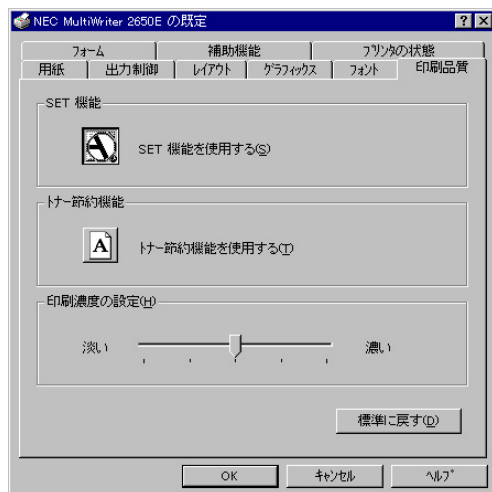 NEC MultiWriter 2650E の既定
フォーム 補助機能 プリンタの状態
用紙 出力制御 レイアウト グラフィックス フォント 印刷品質
SET 機能
SET 機能を使用する(S)
トナー節約機能
A トナー節約機能を使用する(T)
印刷濃度の設定(H)
淡い 濃い
標準に戻す(D)
OK キャンセル ヘルプ